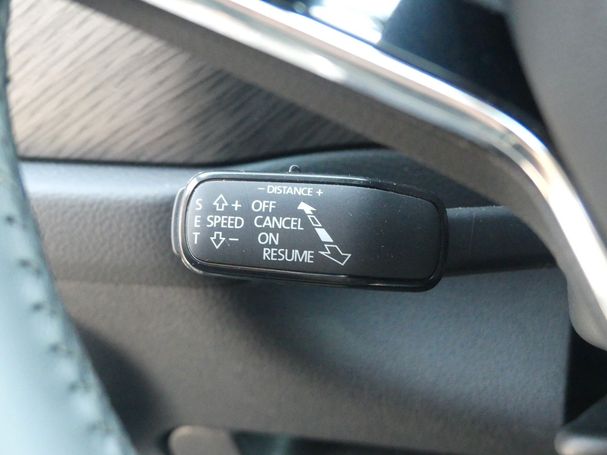 − DISTANCE +
S + OFF
E SPEED CANCEL
T − ON
RESUME